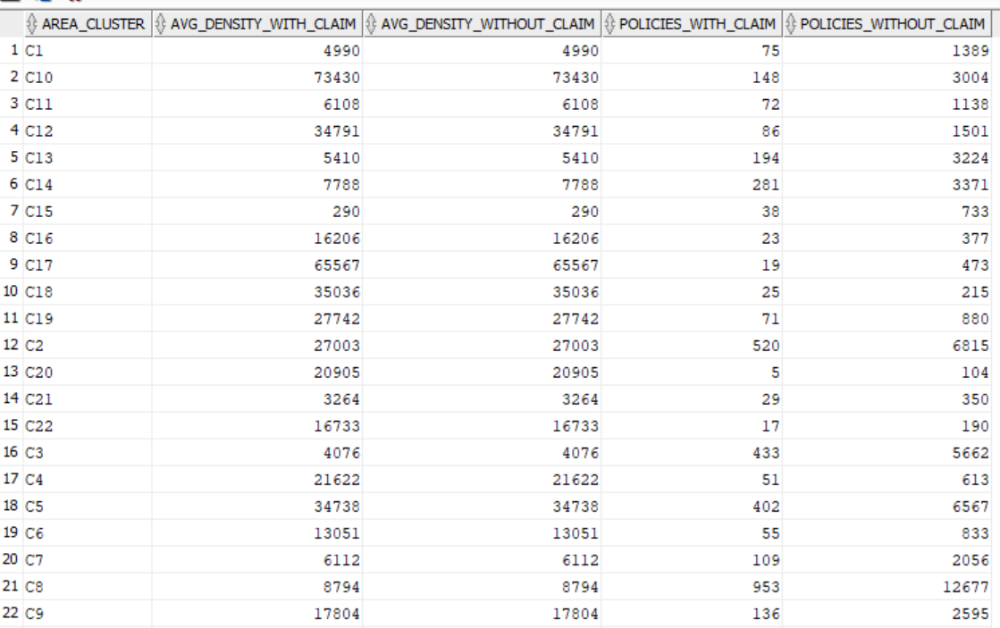 AREA_CLUSTER AVG_DENSITY_WITH_CLAIM AVG_DENSITY_WITHOUT_CLAIM POLICIES_WITH_CLAIM POLICIES_WITHOUT_CLAIM
1 C1 4990 4990 75 1389
2 C10 73430 73430 148 3004
3 C11 6108 6108 72 1138
4 C12 34791 34791 86 1501
5 C13 5410 5410 194 3224
6 C14 7788 7788 281 3371
7 C15 290 290 38 733
8 C16 16206 16206 23 377
9 C17 65567 65567 19 473
10 C18 35036 35036 25 215
11 C19 27742 27742 71 880
12 C2 27003 27003 520 6815
13 C20 20905 20905 5 104
14 C21 3264 3264 29 350
15 C22 16733 16733 17 190
16 C3 4076 4076 433 5662
17 C4 21622 21622 51 613
18 C5 34738 34738 402 6567
19 C6 13051 13051 55 833
20 C7 6112 6112 109 2056
21 C8 8794 8794 953 12677
22 C9 17804 17804 136 2595